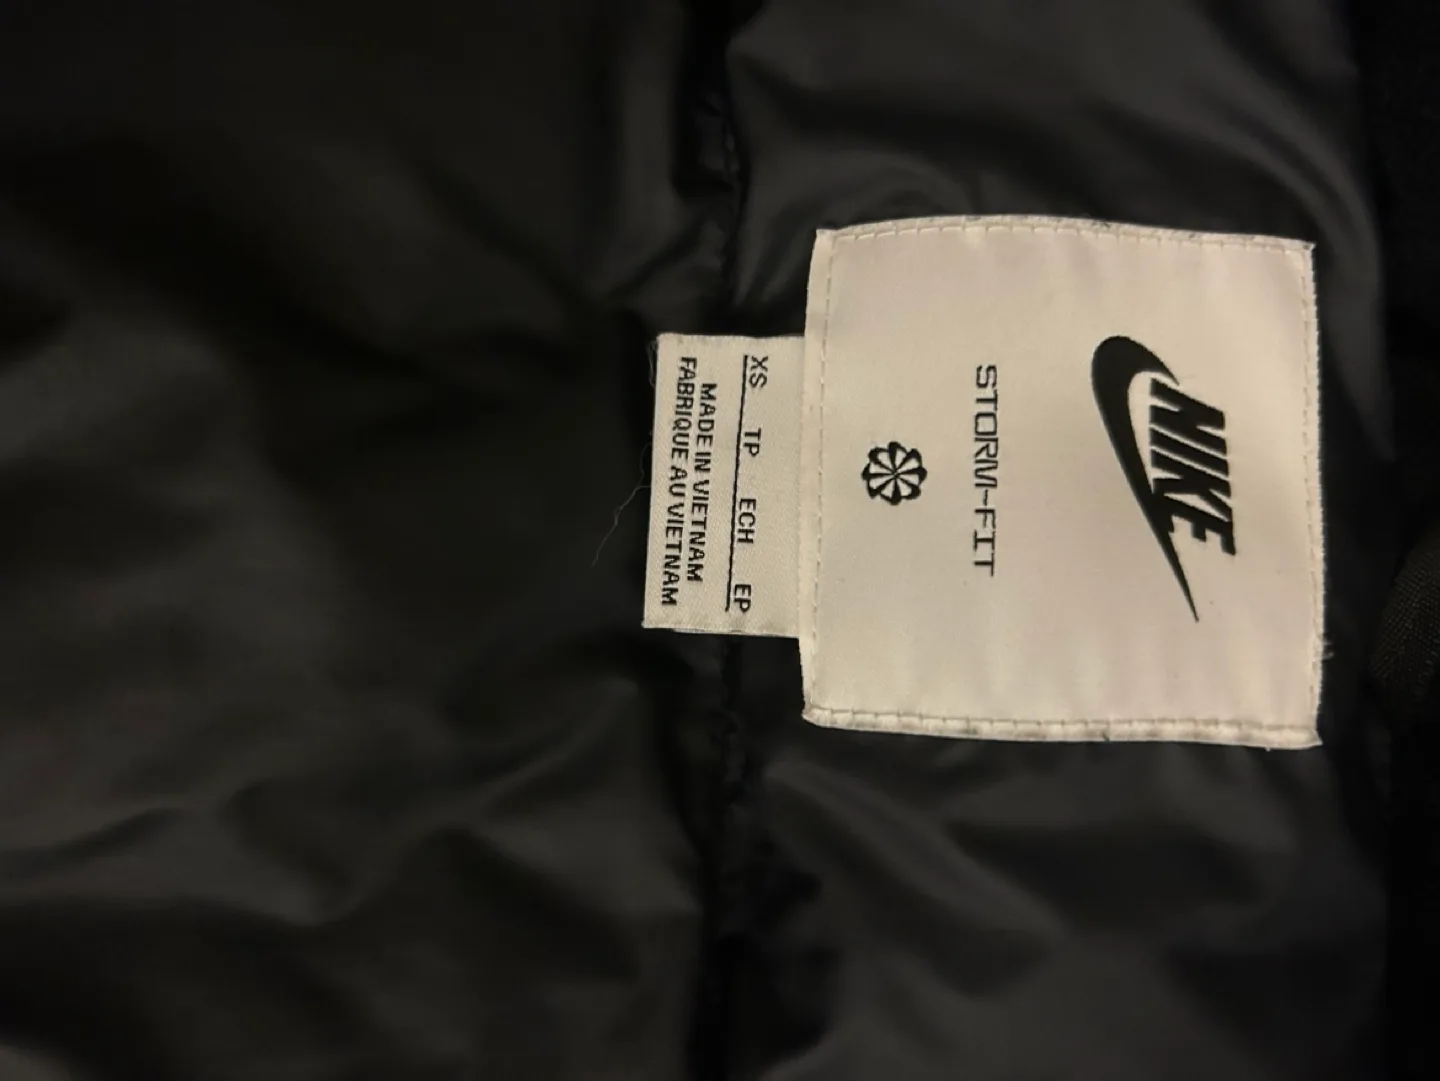 NIKE
STORM-FIT
XS TP ECH EP
MADE IN VIETNAM
FABRIQUE AU VIETNAM